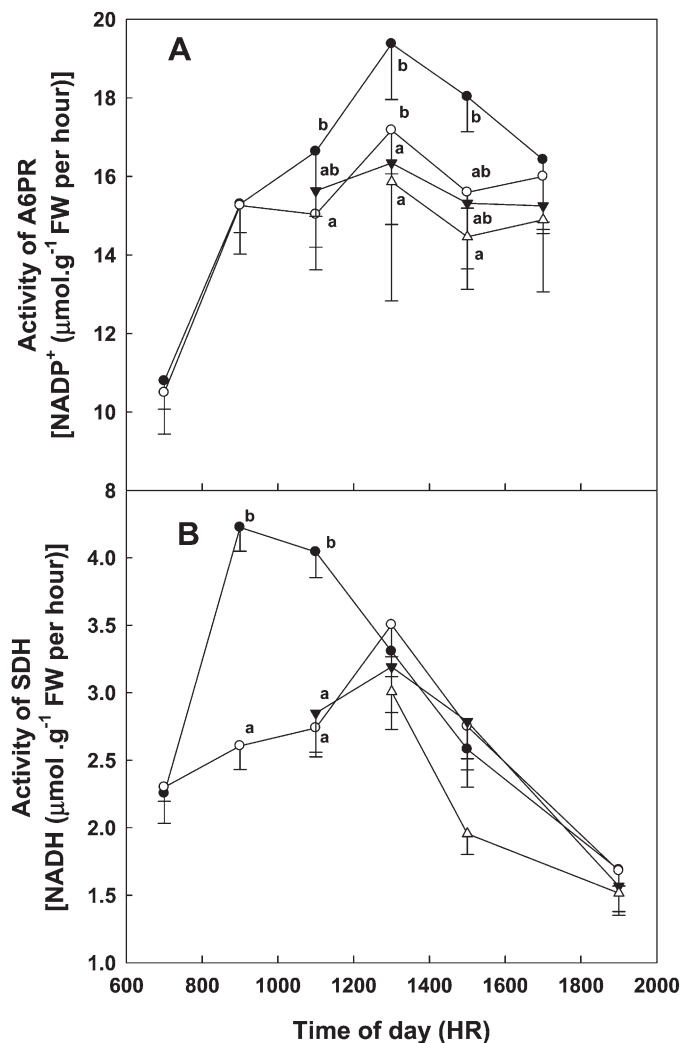 20
A
b
b
18
b
b
ab
a
ab
16
a
a
ab
a
14
12
10
8
Activity of A6PR
[NADP+ (μmol.g-1 FW per hour)]
B
b
b
4.0
3.5
a
3.0
a
a
2.5
2.0
1.5
1.0
Activity of SDH
[NADH (μmol .g-1 FW per hour)]
600 800 1000 1200 1400 1600 1800 2000
Time of day (HR)